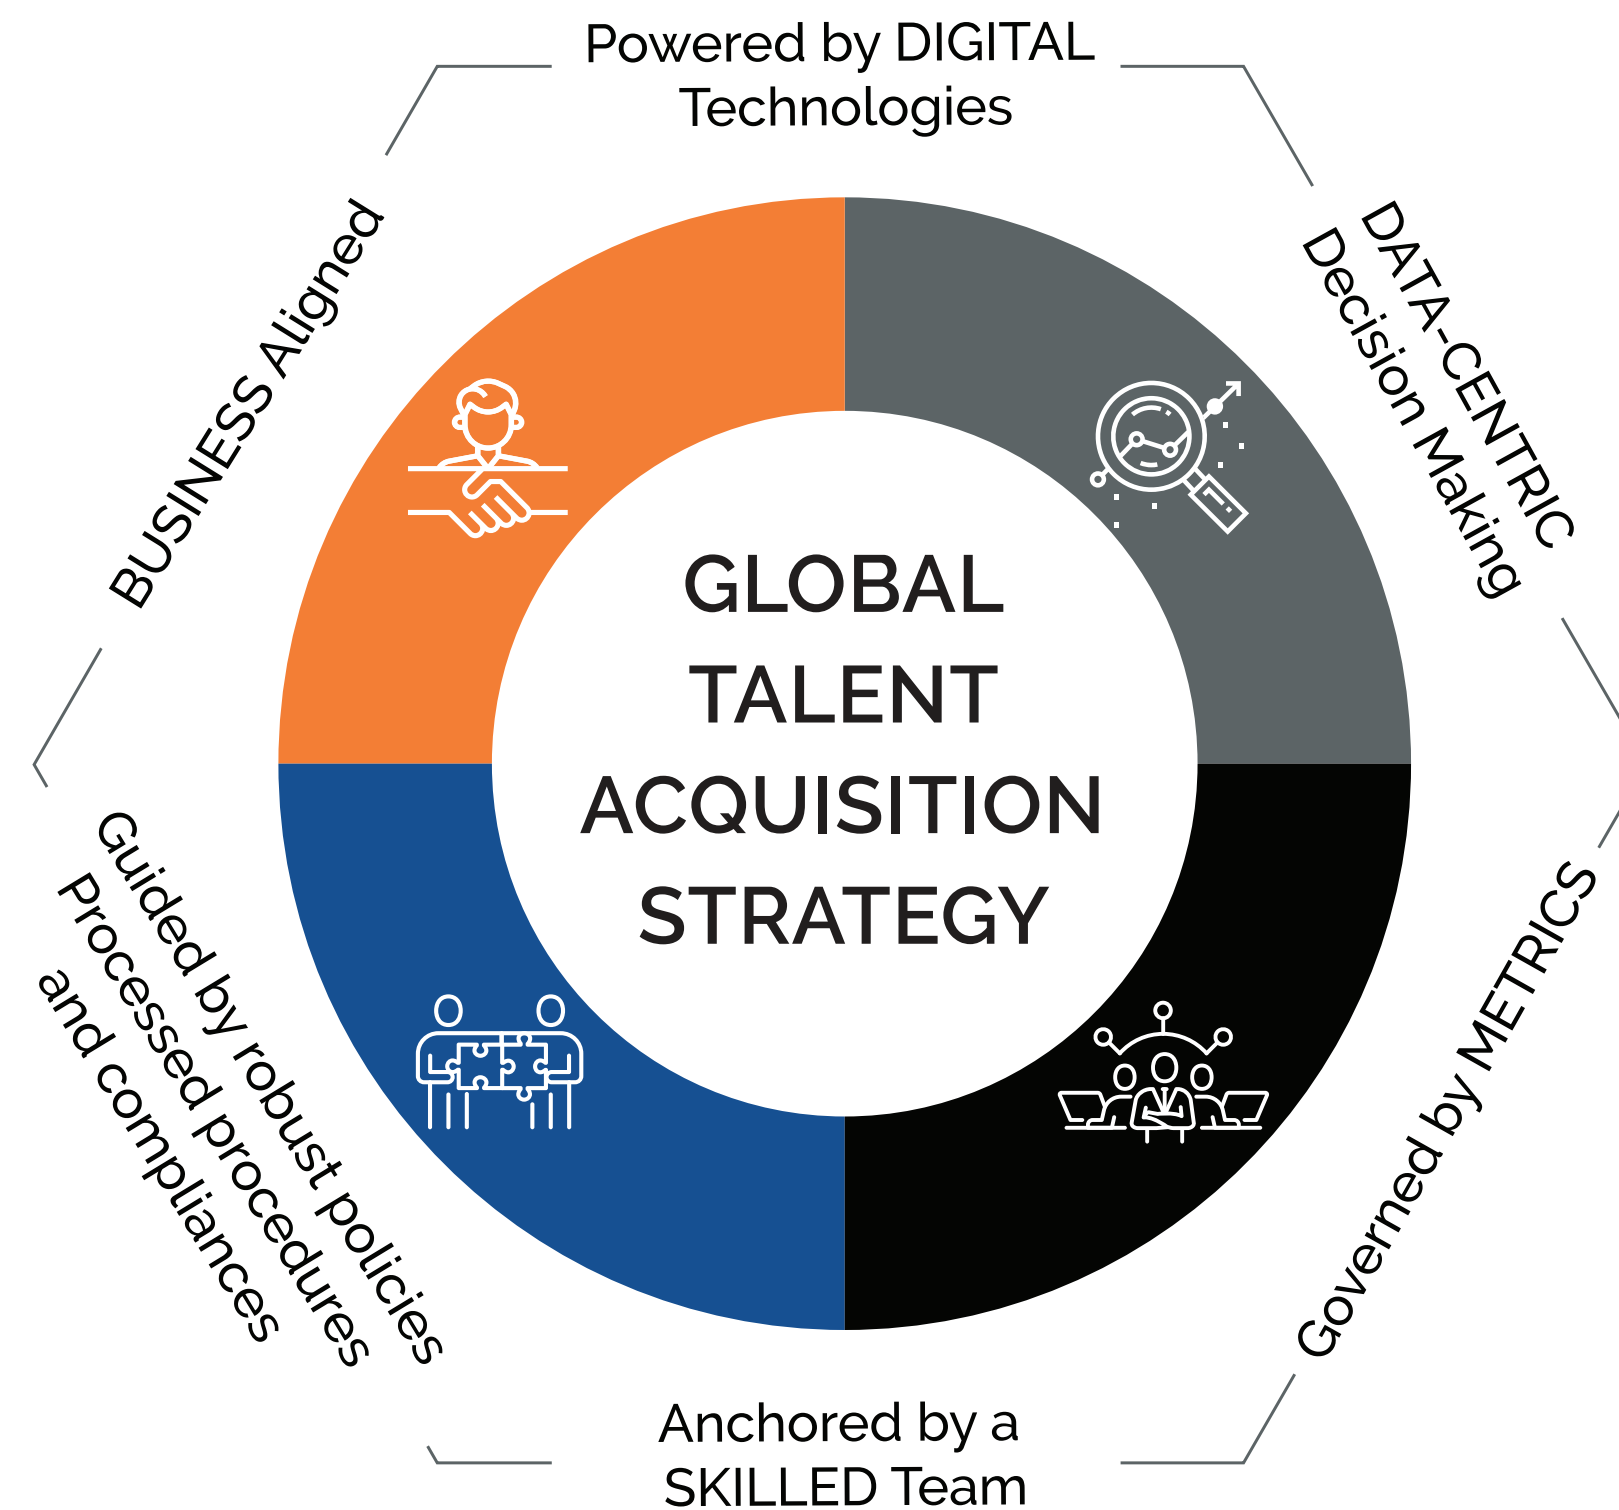 Powered by DIGITAL
Technologies
BUSINESS Aligned
DATA-CENTRIC
Decision Making
GLOBAL
TALENT
ACQUISITION
STRATEGY
Guided by robust policies
Processed procedures
and compliances
Governed by METRICS
Anchored by a
SKILLED Team